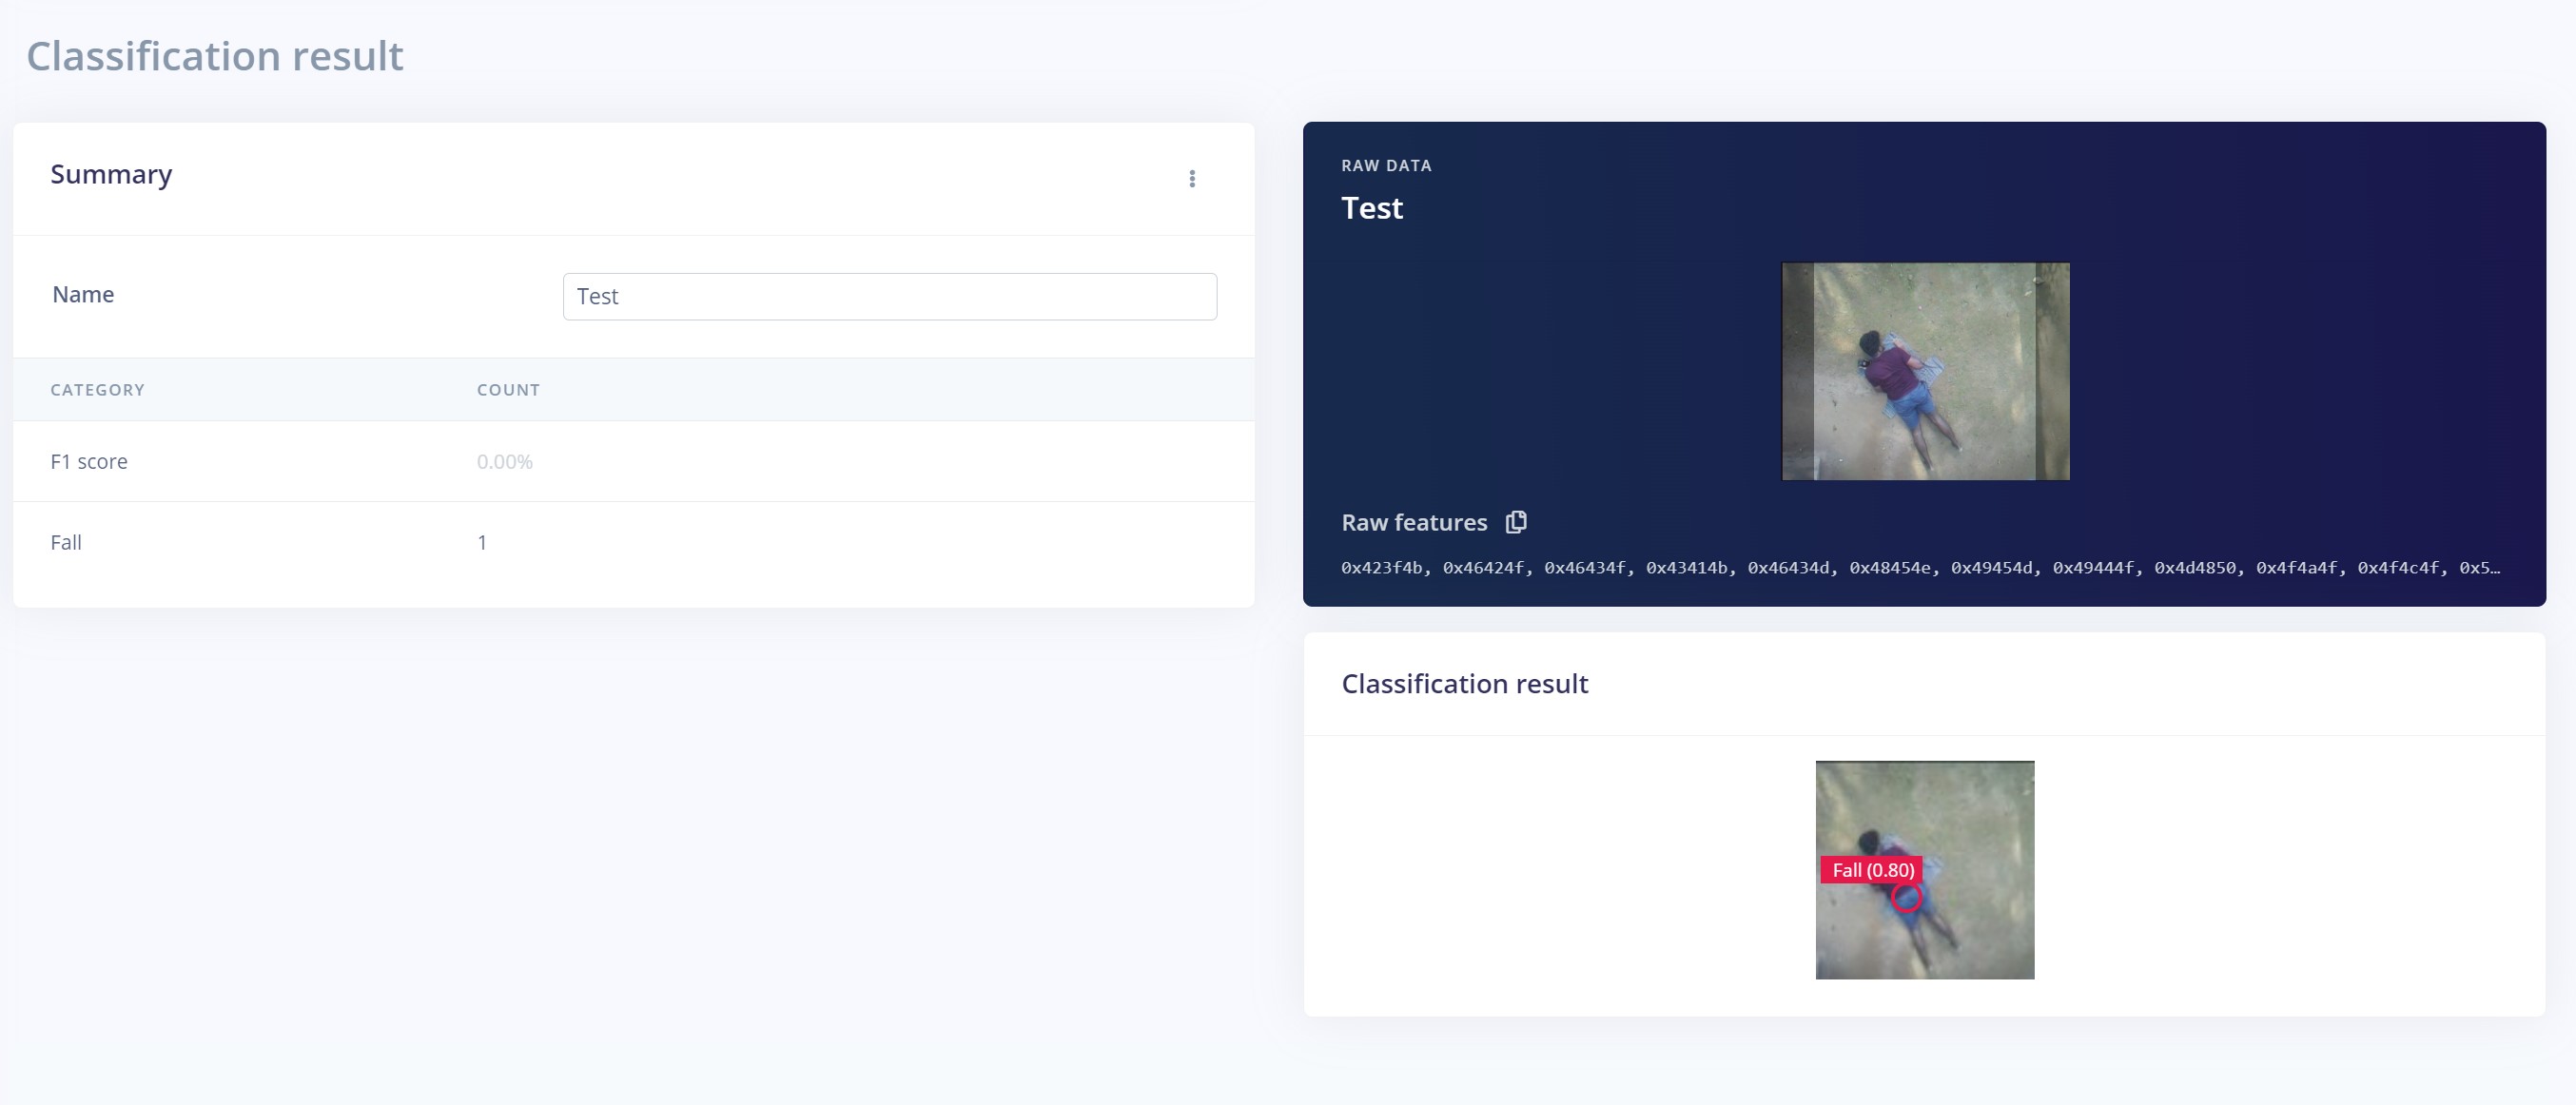 Classification result
Summary
Name
Test
CATEGORY COUNT
F1 score 0.00%
Fall 1
RAW DATA
Test
Raw features
0x423f4b, 0x46424f, 0x46434f, 0x43414b, 0x46434d, 0x48454e, 0x49454d, 0x49444f, 0x4d4850, 0x4f4a4f, 0x4f4c4f, 0x5…
Classification result
Fall (0.80)